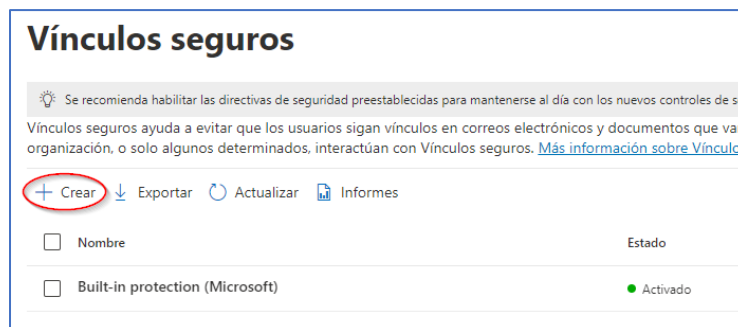 Vínculos seguros
Se recomienda habilitar las directivas de seguridad preestablecidas para mantenerse al día con los nuevos controles de s
Vínculos seguros ayuda a evitar que los usuarios sigan vínculos en correos electrónicos y documentos que va
organización, o solo algunos determinados, interactúan con Vínculos seguros. Más información sobre Vínculo
Crear Exportar Actualizar Informes
Nombre Estado
Built-in protection (Microsoft) Activado